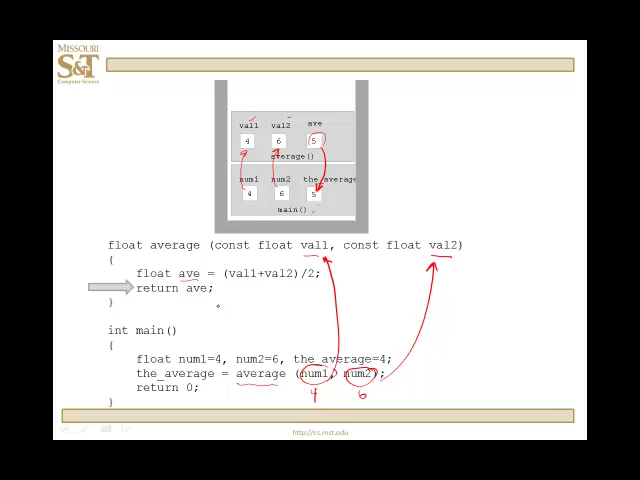 MISSOURI
S&T
Computer Science
val1 val2 ave
4 6 5
average()
num1 num2 the_average
4 6 5
main()
float average (const float val1, const float val2)
{
float ave = (val1+val2)/2;
return ave;
}
int main()
{
float num1=4, num2=6, the_average=4;
the_average = average (num1, num2);
return 0;
}
4 6
http://cs.mst.edu